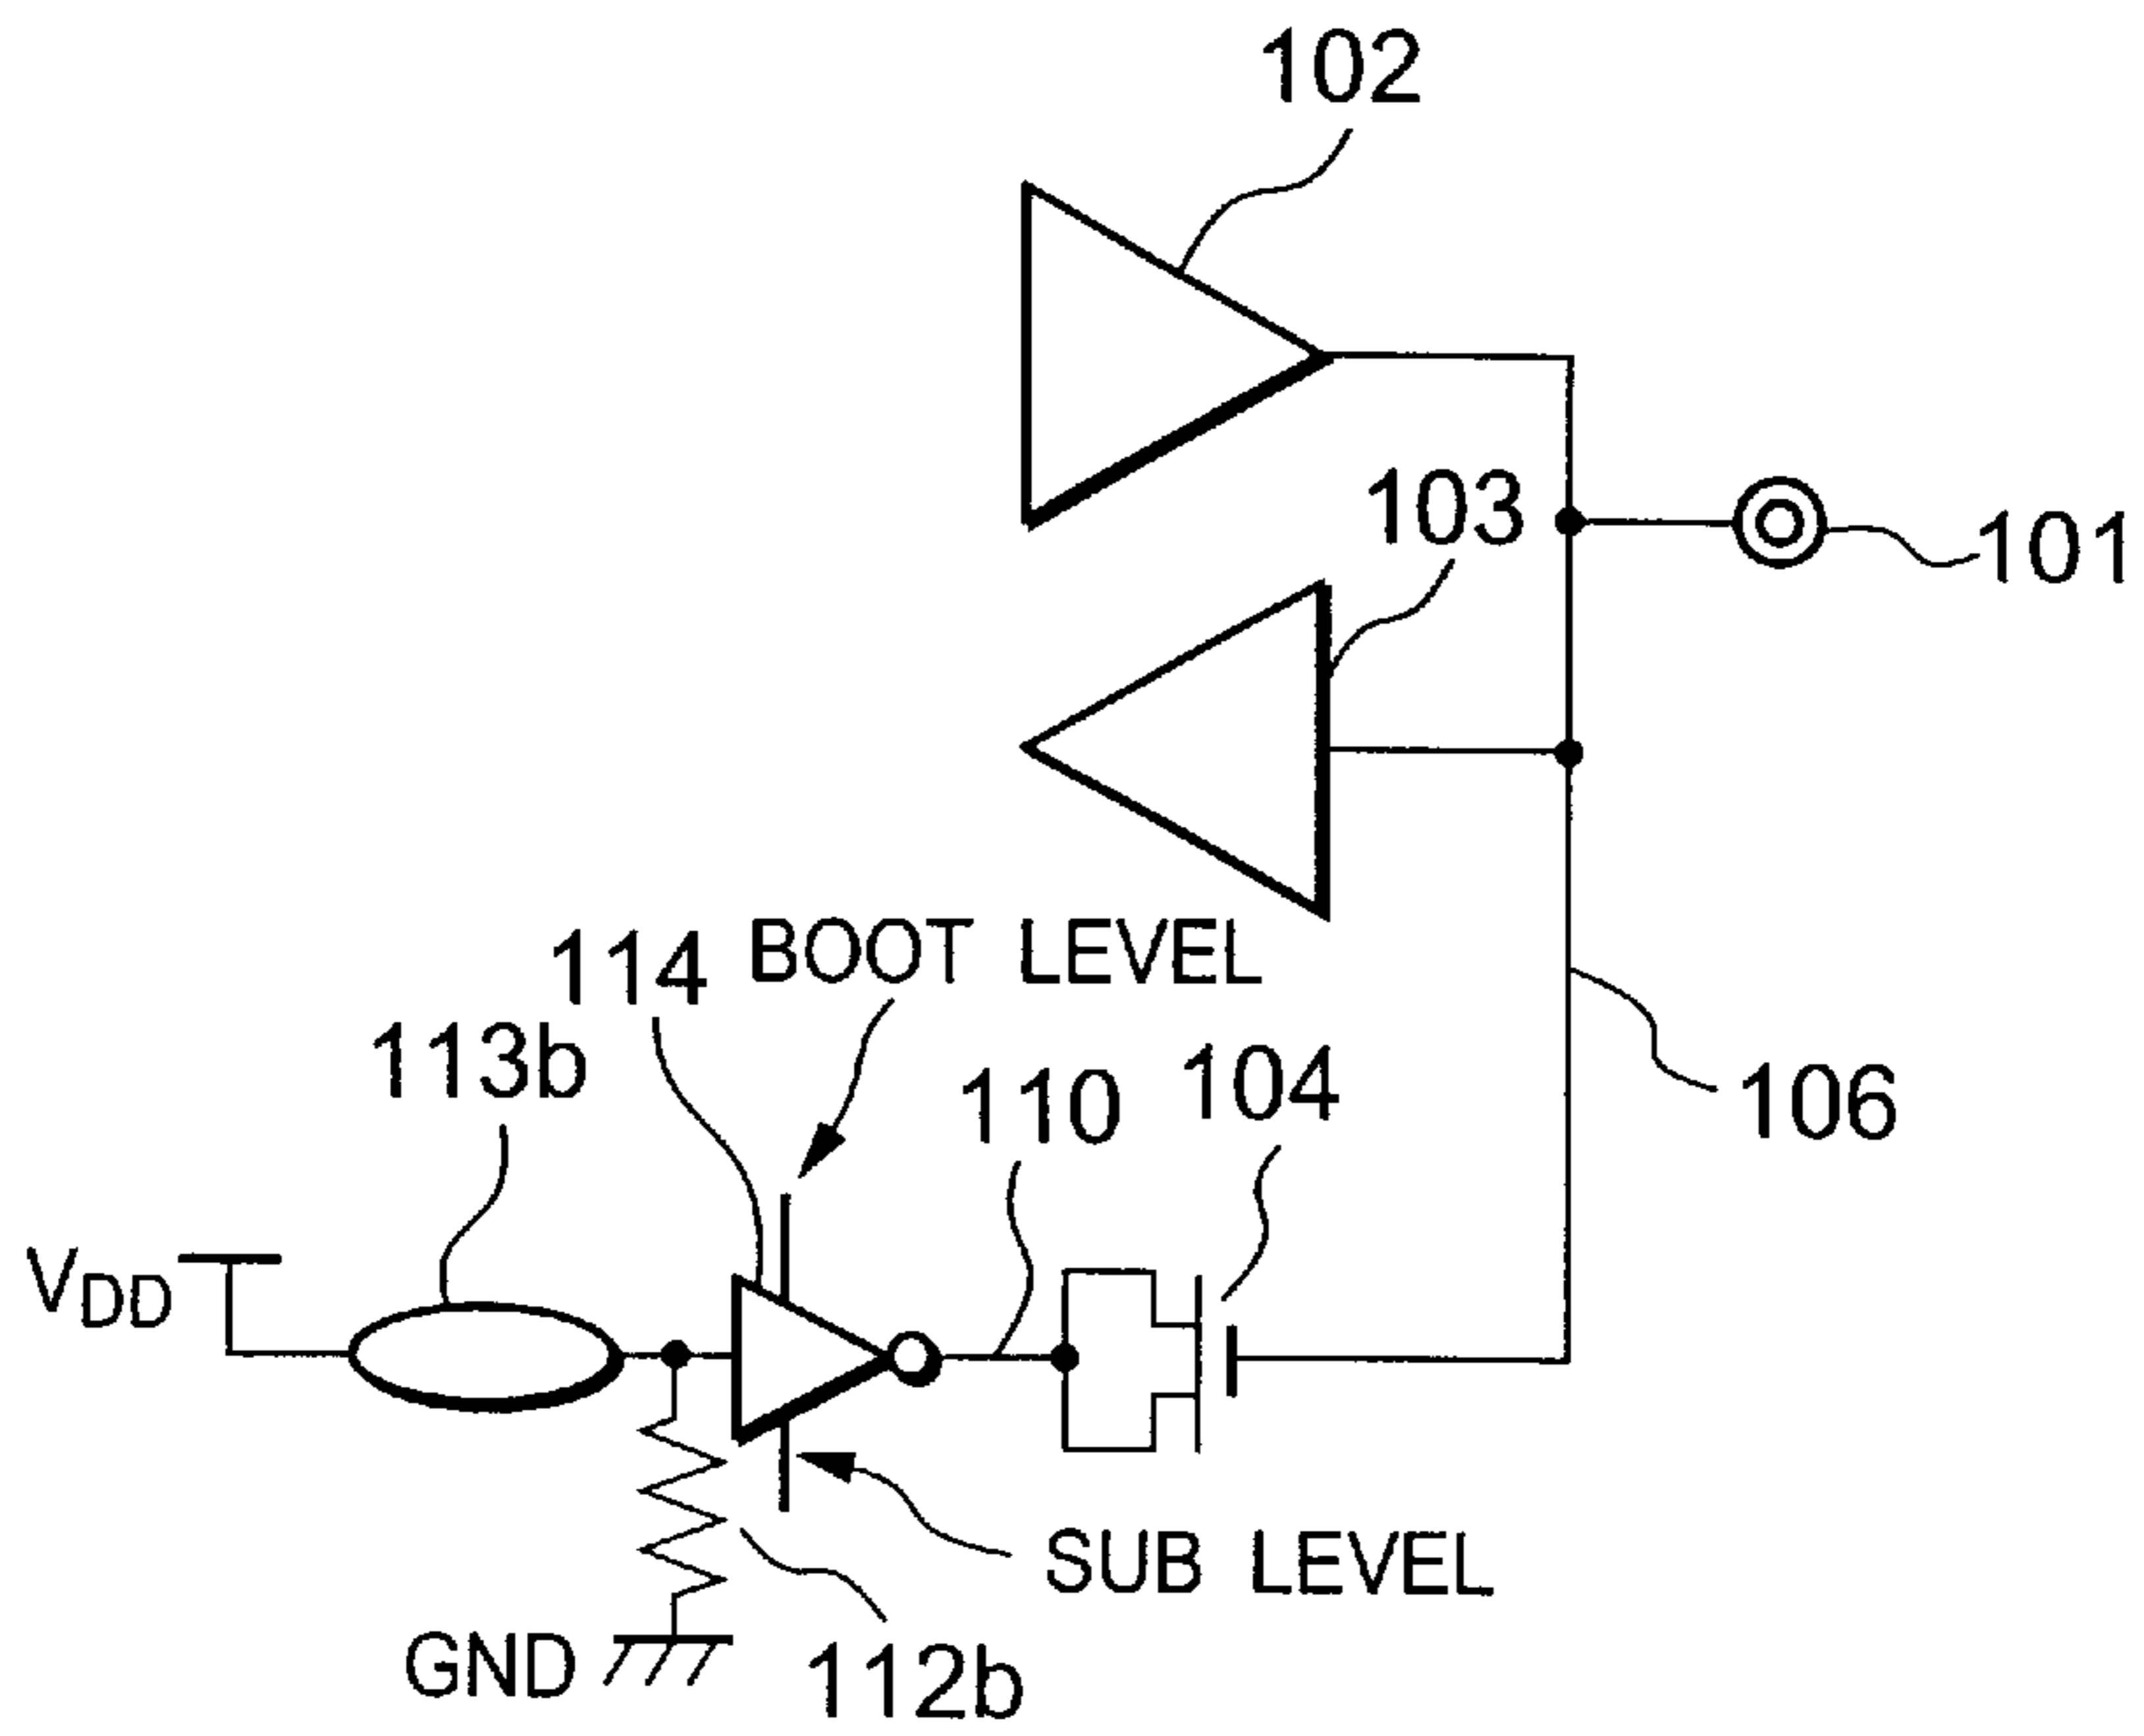 102
103
101
114
BOOT LEVEL
113b
110
104
106
VDD
SUB LEVEL
GND
112b